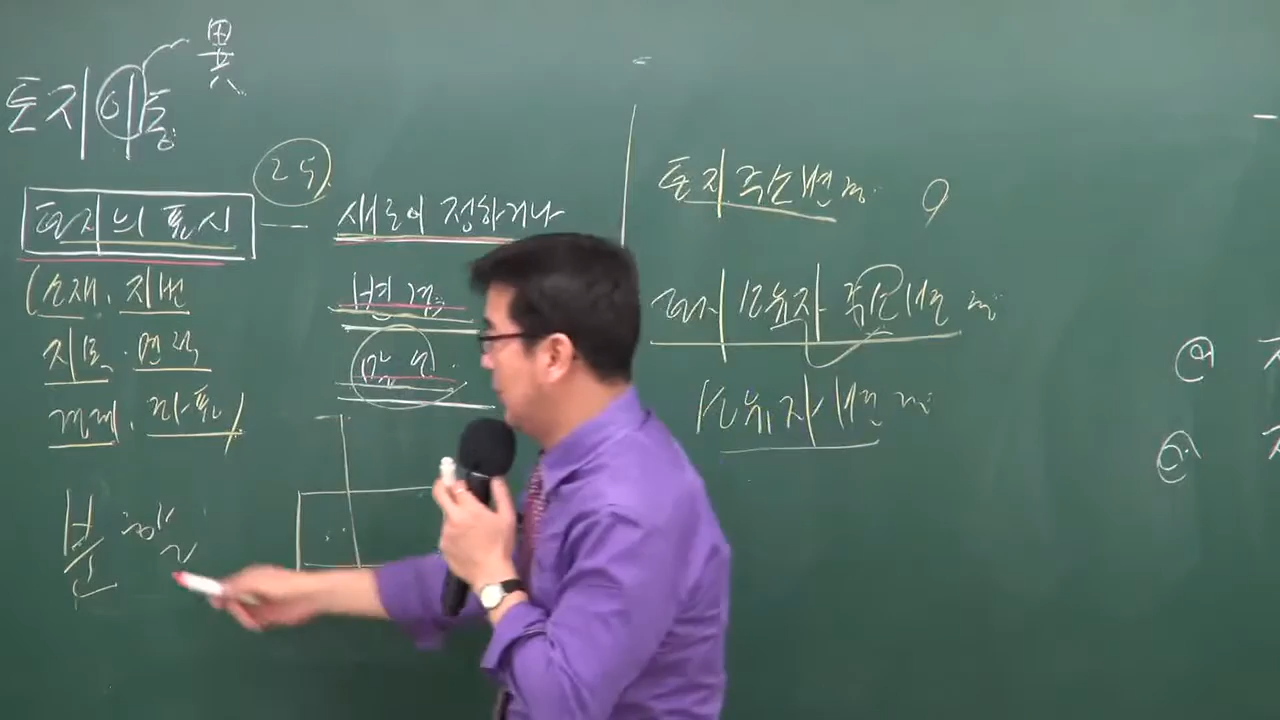 異
토지이동
토지의 표시
25
새로이 정하거나
(소재. 지번
변경
지목. 면적
말소.
경계. 좌표)
분할
토지주소변경 9
토지소유자 주소변경
소유자변경